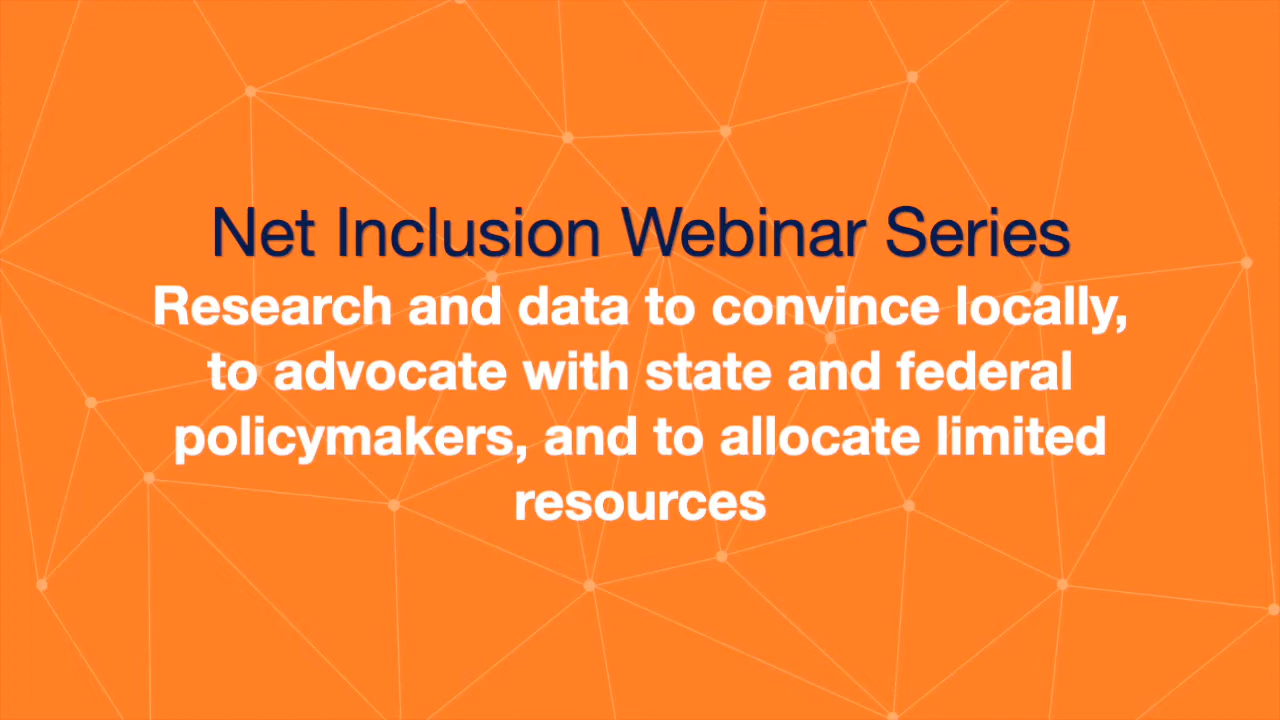 Net Inclusion Webinar Series
Research and data to convince locally,
to advocate with state and federal
policymakers, and to allocate limited
resources